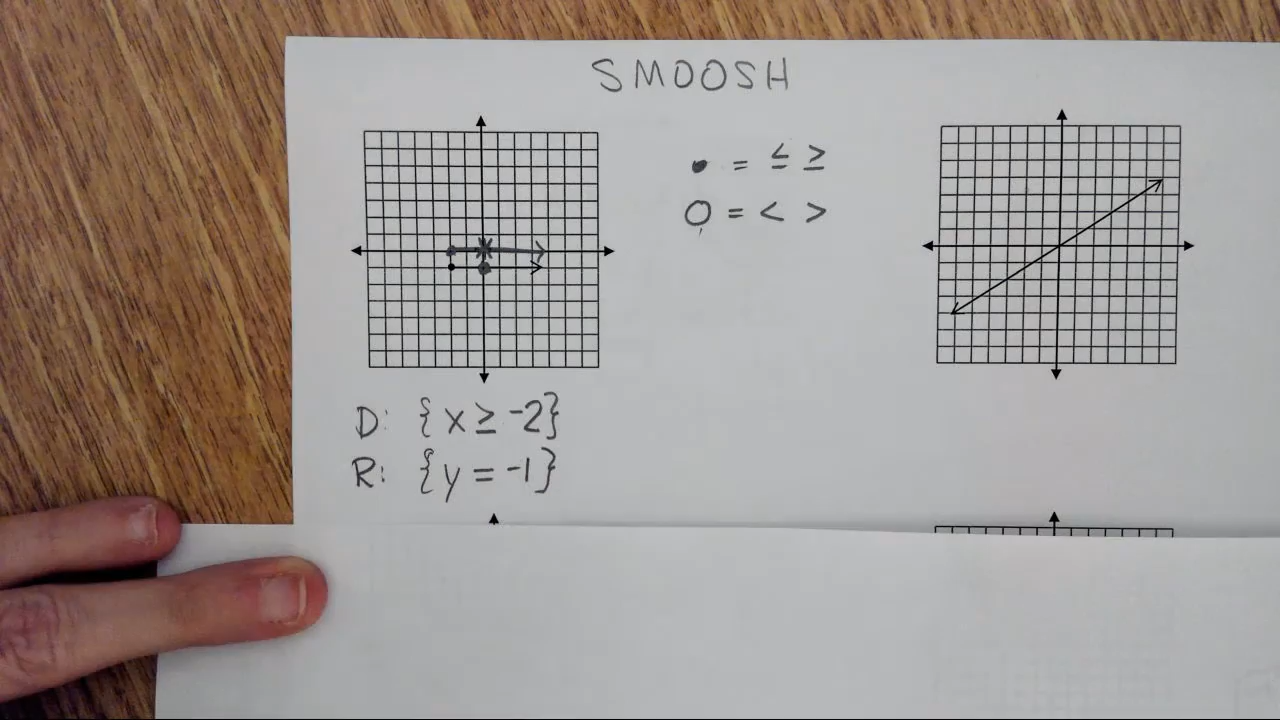 SMOOSH
• = ≤ ≥
O = < >
D: {x ≥ -2}
R: {y = -1}